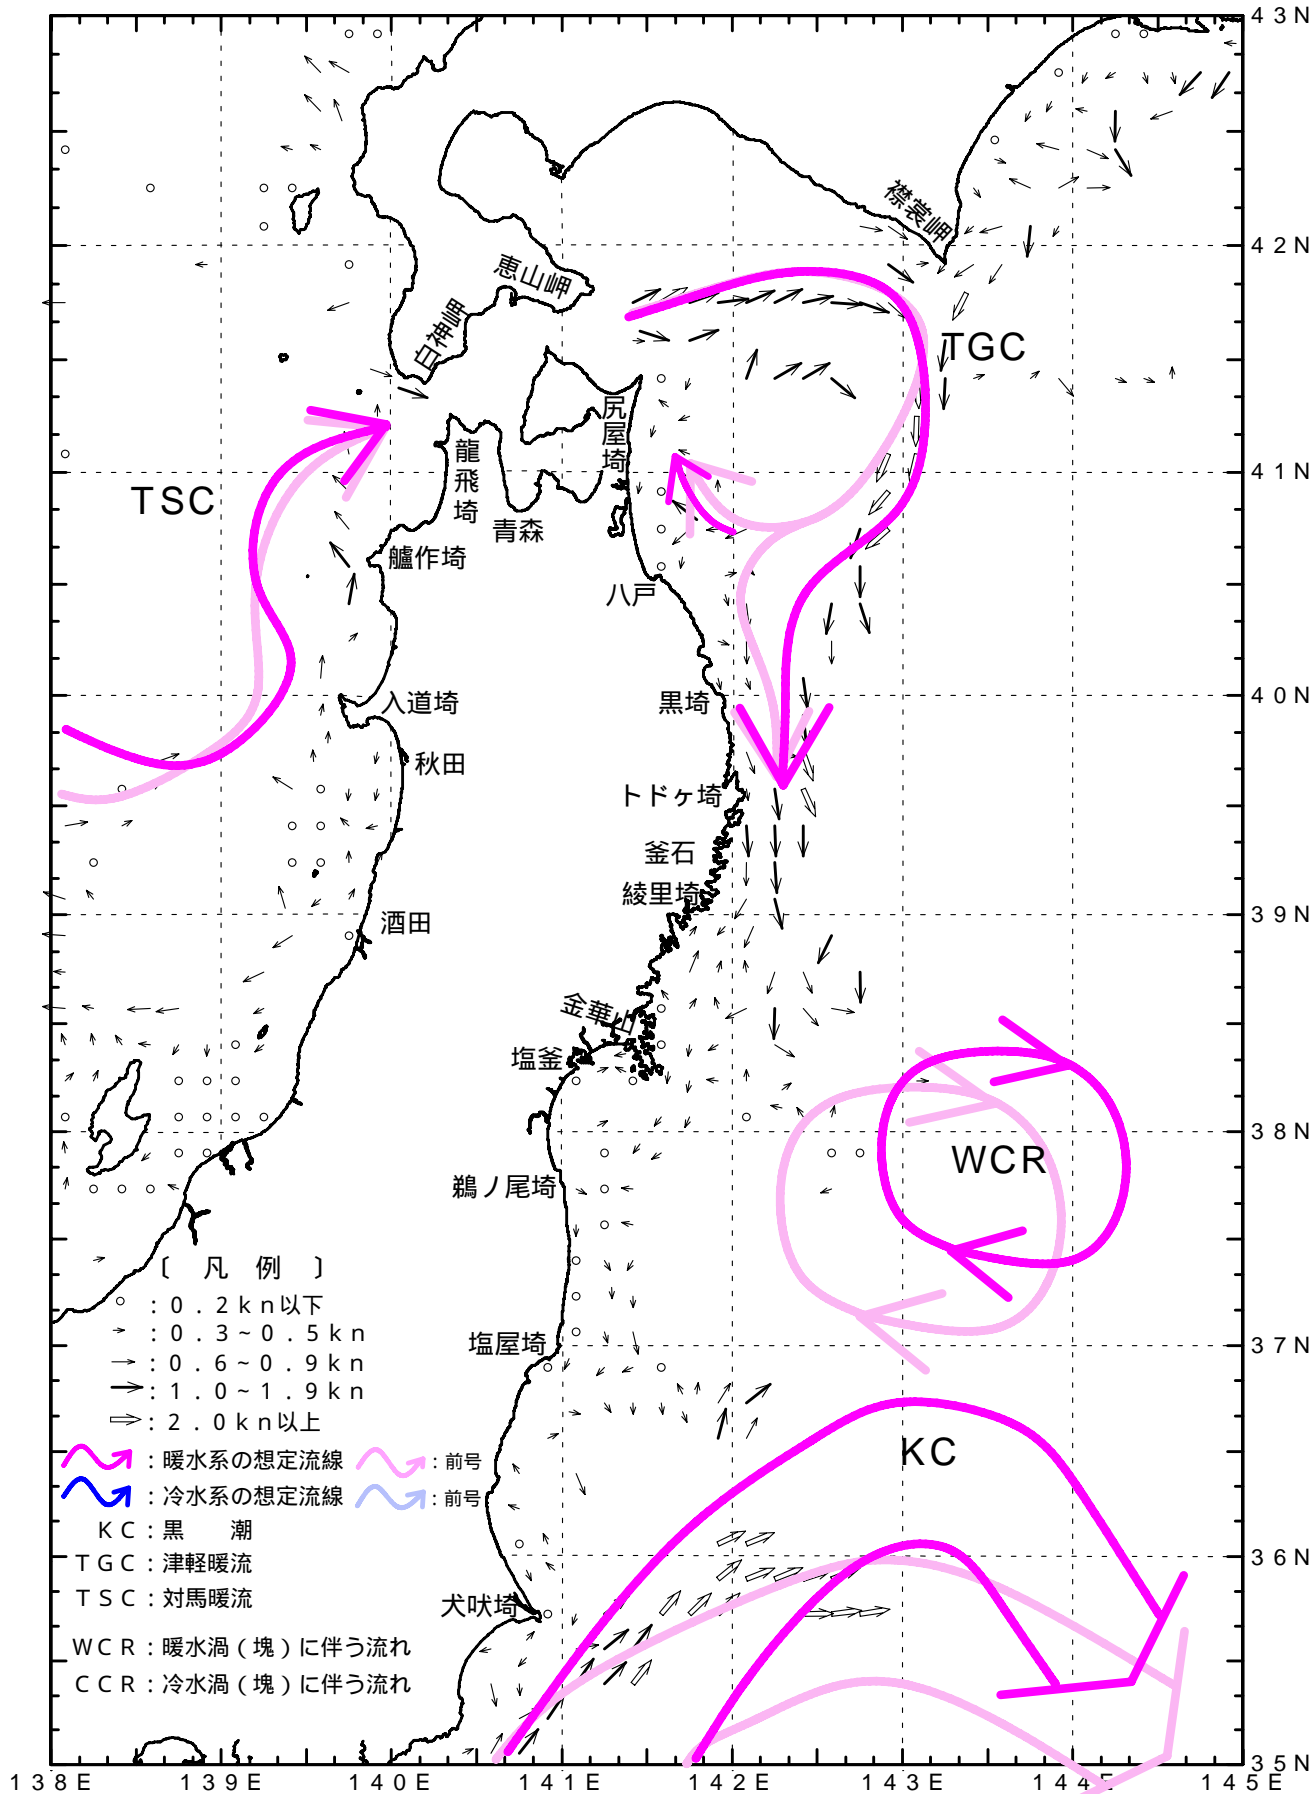 43N
襟裳岬
42N
恵山岬
白神岬
TGC
尻屋埼
41N
TSC
龍飛埼
青森
艫作埼
八戸
40N
入道埼
黒埼
秋田
トドヶ埼
釜石
綾里埼
39N
酒田
金華山
塩釜
38N
WCR
鵜ノ尾埼
〔 凡 例 〕
:0.2kn以下
:0.3~0.5kn
37N
塩屋埼
:0.6~0.9kn
:1.0~1.9kn
:2.0kn以上
KC
:暖水系の想定流線 :前号
:冷水系の想定流線 :前号
KC:黒 潮
TGC:津軽暖流
36N
TSC:対馬暖流
犬吠埼
WCR:暖水渦(塊)に伴う流れ
CCR:冷水渦(塊)に伴う流れ
35N
138E 139E 140E 141E 142E 143E 144E 145E